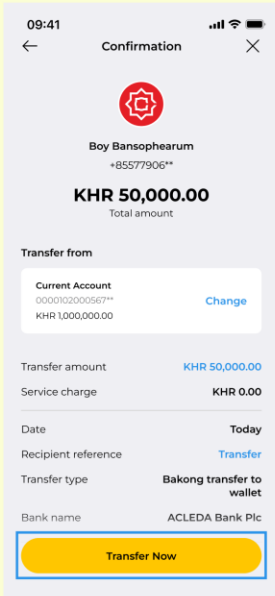 09:41
Confirmation
Boy Bansophearum
+85577906**
KHR 50,000.00
Total amount
Transfer from
Current Account
0000102000567**
Change
KHR 1,000,000.00
Transfer amount KHR 50,000.00
Service charge KHR 0.00
Date Today
Recipient reference Transfer
Transfer type Bakong transfer to
wallet
Bank name ACLEDA Bank Plc
Transfer Now